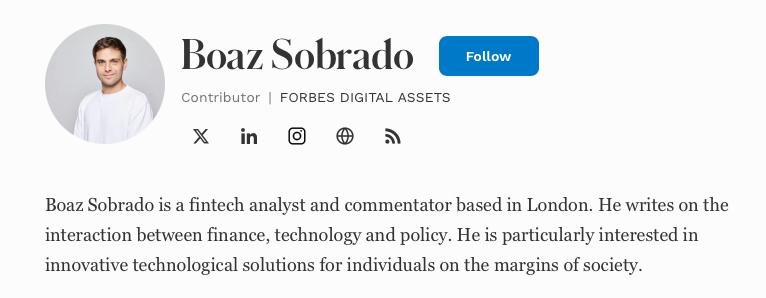 Boaz Sobrado
Follow
Contributor | FORBES DIGITAL ASSETS
Boaz Sobrado is a fintech analyst and commentator based in London. He writes on the
interaction between finance, technology and policy. He is particularly interested in
innovative technological solutions for individuals on the margins of society.